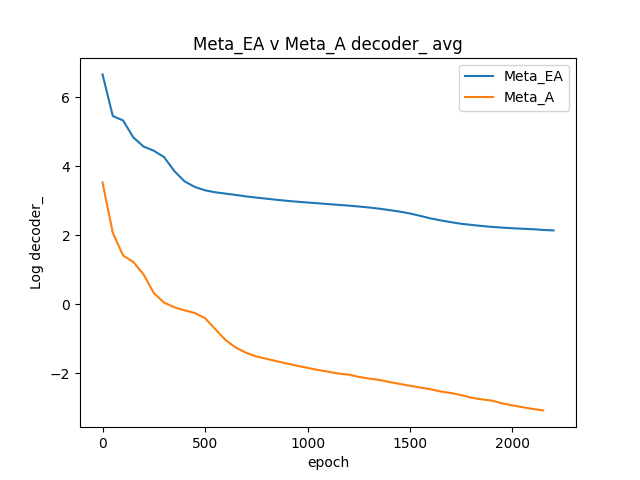 Meta_EA v Meta_A decoder_ avg
Meta_EA
Meta_A
Log decoder_
6
4
2
0
−2
0
500
1000
1500
2000
epoch